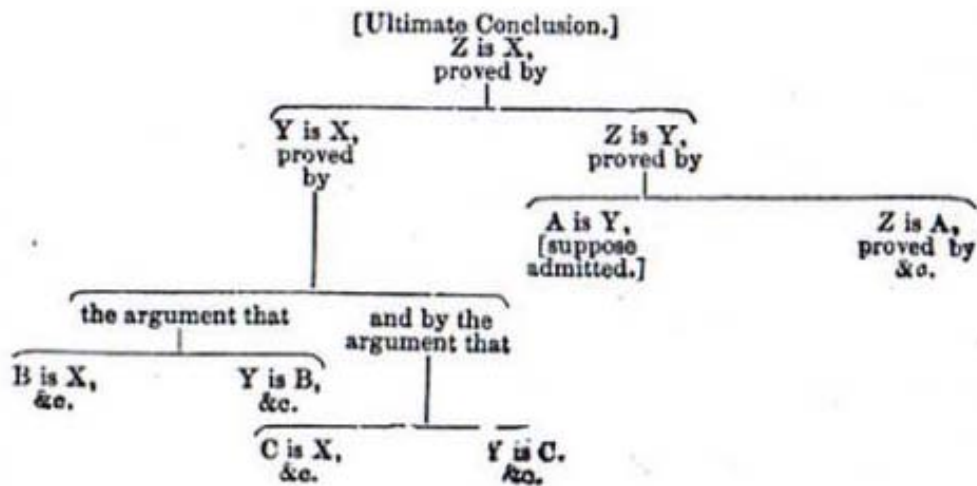 [Ultimate Conclusion.]
Z is X,
proved by
Y is X,
proved
by
Z is Y,
proved by
A is Y,
[suppose
admitted.]
Z is A,
proved by
&c.
the argument that
and by the
argument that
B is X,
&c.
Y is B,
&c.
C is X,
&c.
Y is C.
&c.